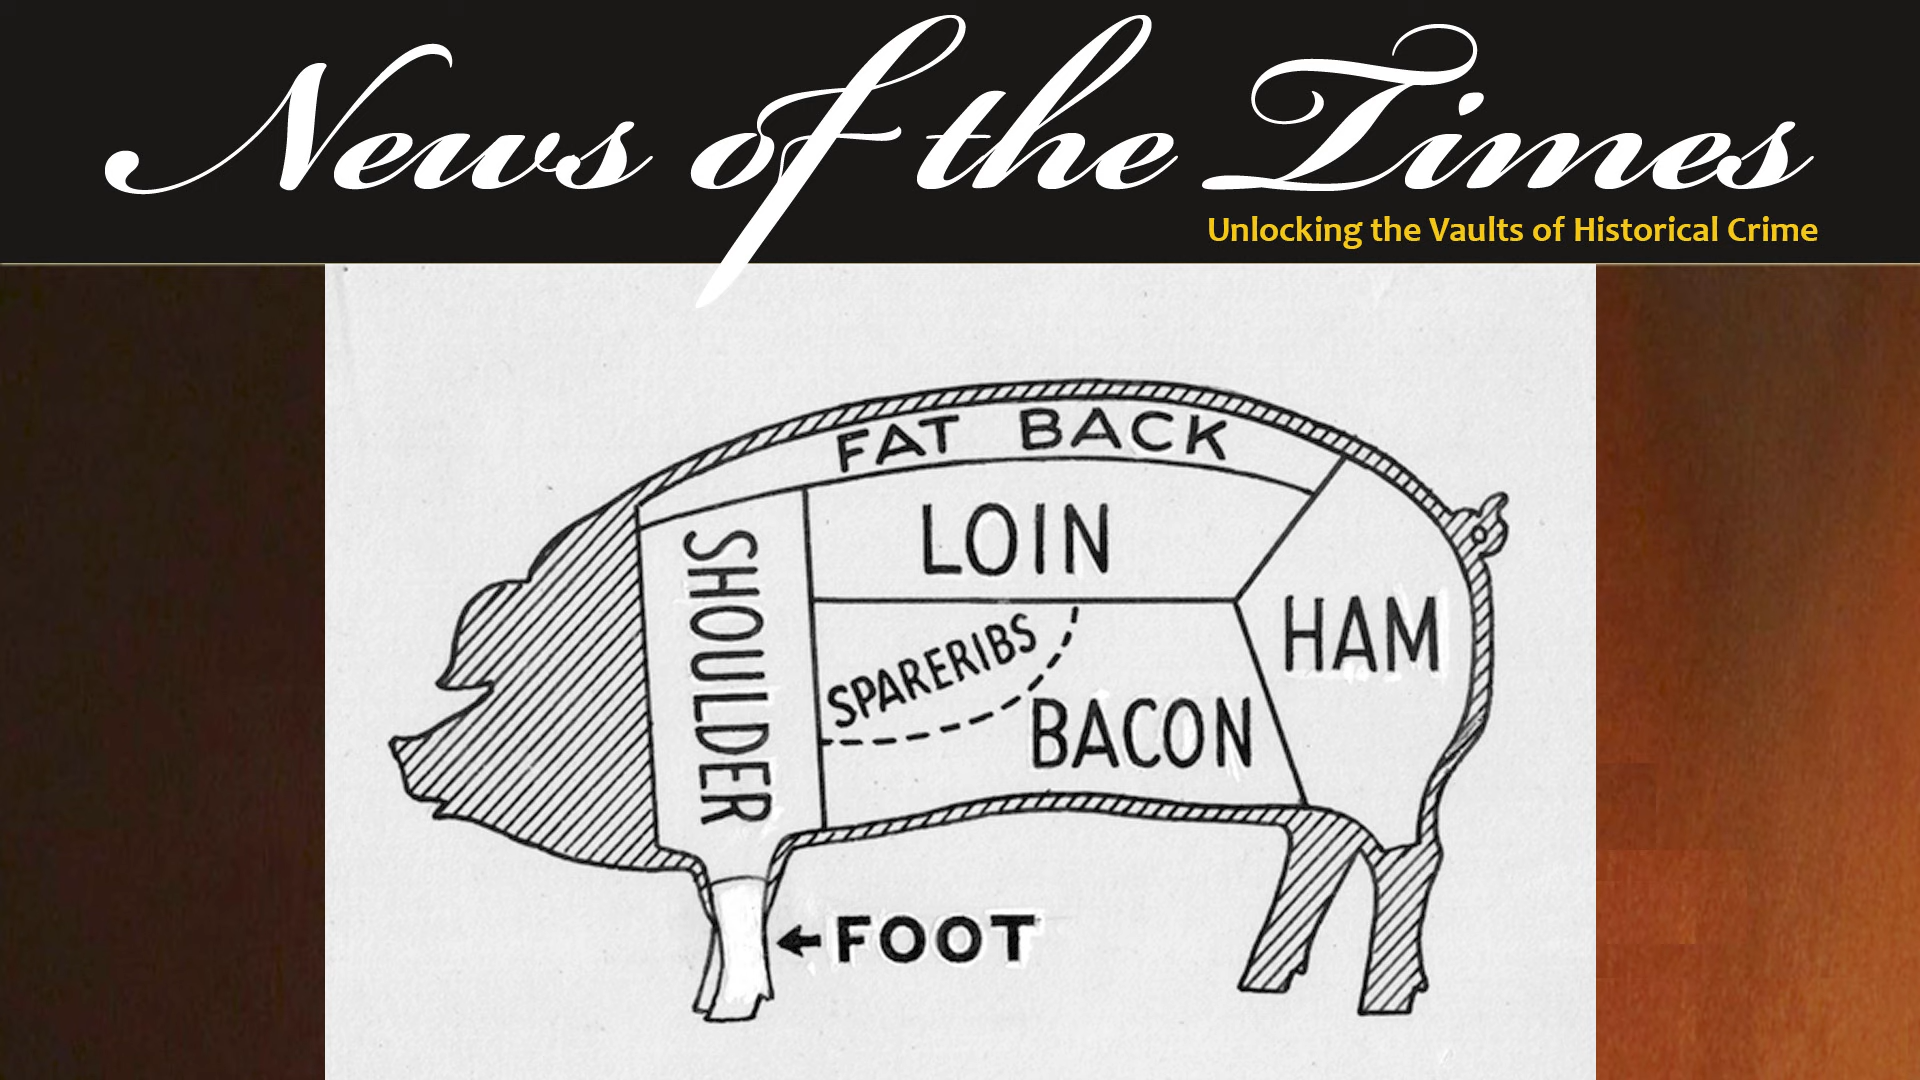 News of the Times
Unlocking the Vaults of Historical Crime
FAT BACK
LOIN
SHOULDER
SPARERIBS
HAM
BACON
FOOT